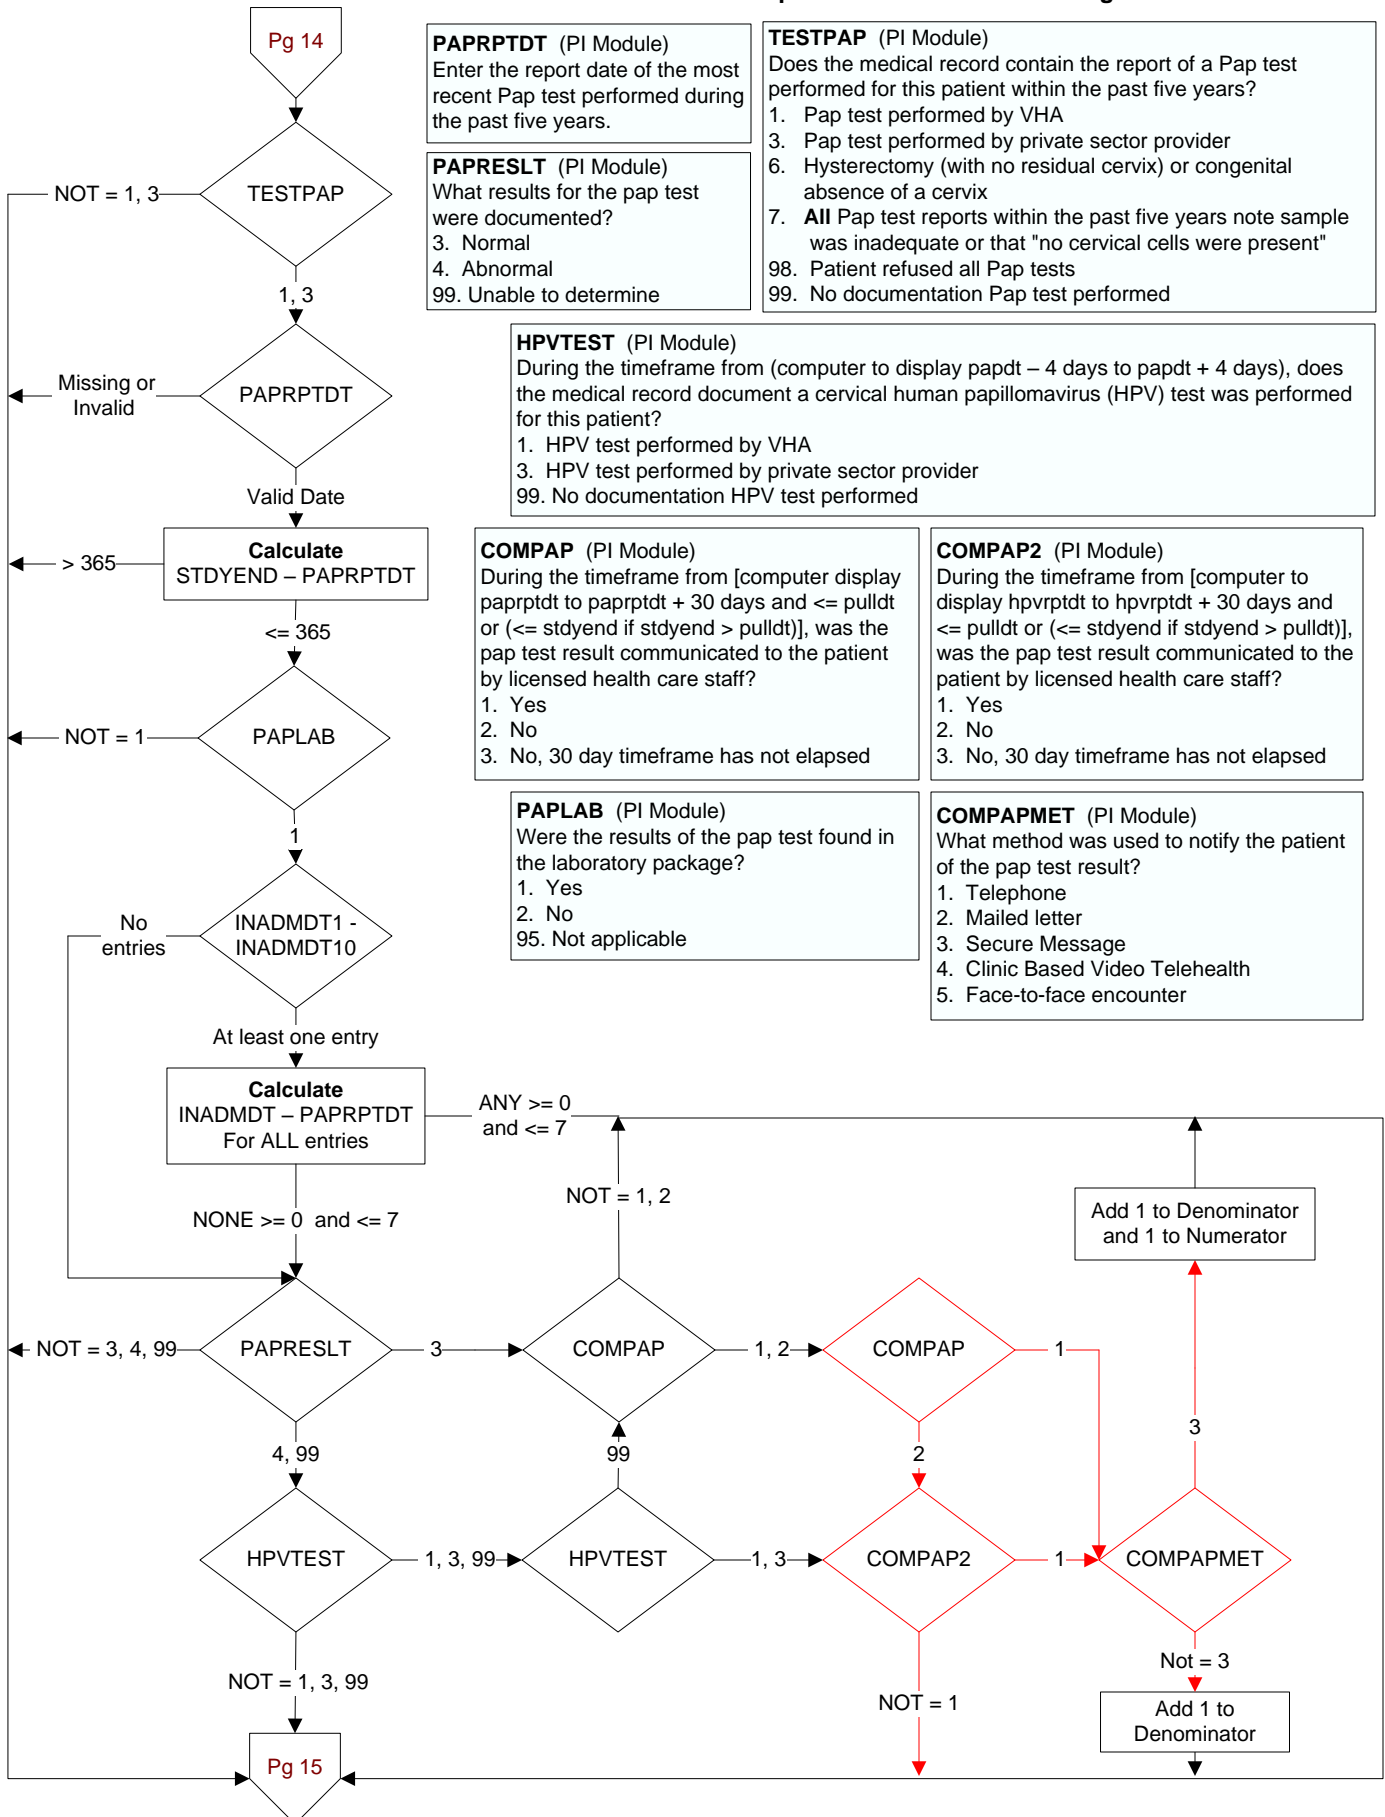 Pg 14
PAPRPTDT (PI Module)
Enter the report date of the most
recent Pap test performed during
the past five years.
TESTPAP (PI Module)
Does the medical record contain the report of a Pap test
performed for this patient within the past five years?
1. Pap test performed by VHA
3. Pap test performed by private sector provider
6. Hysterectomy (with no residual cervix) or congenital
absence of a cervix
7. All Pap test reports within the past five years note sample
was inadequate or that "no cervical cells were present"
98. Patient refused all Pap tests
99. No documentation Pap test performed
PAPRESLT (PI Module)
What results for the pap test
were documented?
3. Normal
4. Abnormal
99. Unable to determine
NOT = 1, 3
TESTPAP
1, 3
HPVTEST (PI Module)
During the timeframe from (computer to display papdt – 4 days to papdt + 4 days), does
the medical record document a cervical human papillomavirus (HPV) test was performed
for this patient?
1. HPV test performed by VHA
3. HPV test performed by private sector provider
99. No documentation HPV test performed
Missing or
Invalid
PAPRPTDT
Valid Date
Calculate
STDYEND – PAPRPTDT
> 365
<= 365
COMPAP (PI Module)
During the timeframe from [computer display
paprptdt to paprptdt + 30 days and <= pulldt
or (<= stdyend if stdyend > pulldt)], was the
pap test result communicated to the patient
by licensed health care staff?
1. Yes
2. No
3. No, 30 day timeframe has not elapsed
COMPAP2 (PI Module)
During the timeframe from [computer to
display hpvrptdt to hpvrptdt + 30 days and
<= pulldt or (<= stdyend if stdyend > pulldt)],
was the pap test result communicated to the
patient by licensed health care staff?
1. Yes
2. No
3. No, 30 day timeframe has not elapsed
NOT = 1
PAPLAB
1
PAPLAB (PI Module)
Were the results of the pap test found in
the laboratory package?
1. Yes
2. No
95. Not applicable
COMPAPMET (PI Module)
What method was used to notify the patient
of the pap test result?
1. Telephone
2. Mailed letter
3. Secure Message
4. Clinic Based Video Telehealth
5. Face-to-face encounter
No
entries
INADMDT1 -
INADMDT10
At least one entry
Calculate
INADMDT – PAPRPTDT
For ALL entries
ANY >= 0
and <= 7
NONE >= 0 and <= 7
NOT = 1, 2
Add 1 to Denominator
and 1 to Numerator
NOT = 3, 4, 99
PAPRESLT
3
COMPAP
1, 2
COMPAP
1
3
4, 99
99
2
HPVTEST
1, 3, 99
HPVTEST
1, 3
COMPAP2
1
COMPAPMET
NOT = 1, 3, 99
NOT = 1
Not = 3
Add 1 to
Denominator
Pg 15